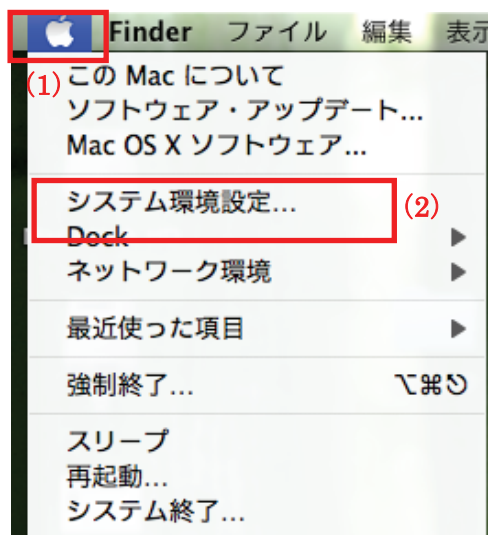 Finder ファイル 編集 表示
(1)
この Mac について
ソフトウェア・アップデート...
Mac OS X ソフトウェア...
システム環境設定...
(2)
Dock ▶
ネットワーク環境 ▶
最近使った項目 ▶
強制終了... ⌥⌘⎋
スリープ
再起動...
システム終了...